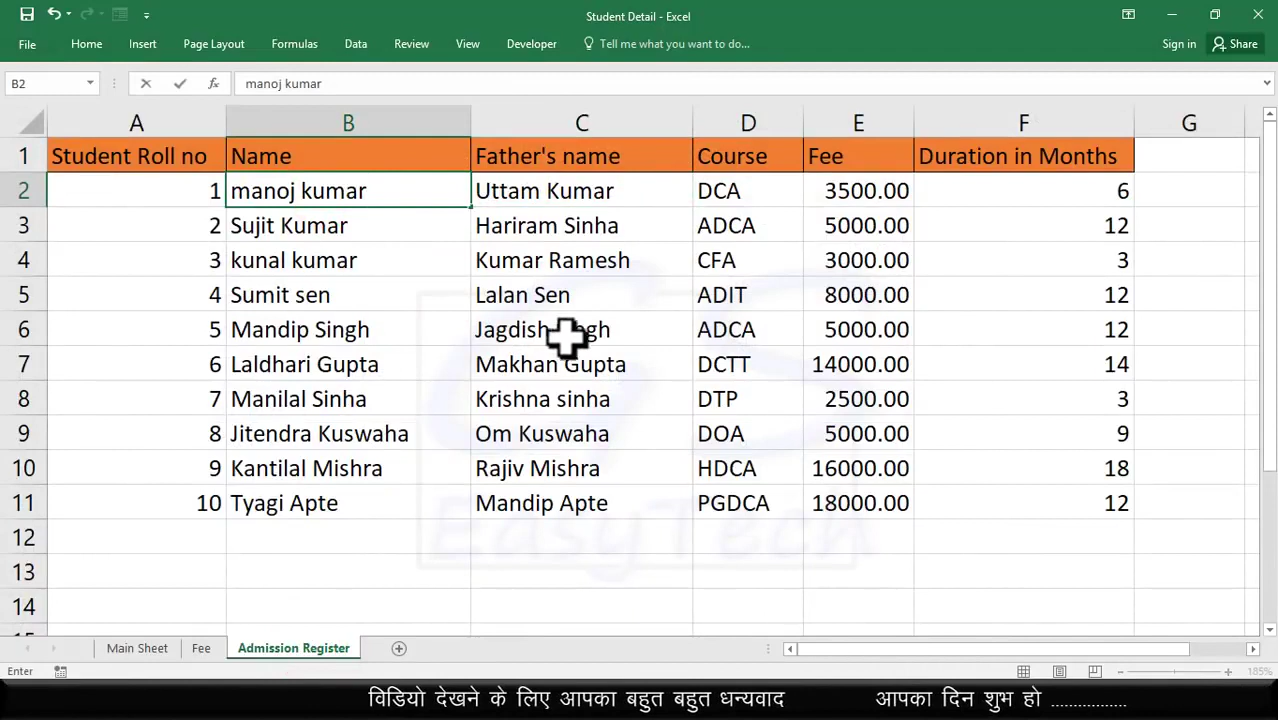 Student Detail - Excel
File Home Insert Page Layout Formulas Data Review View Developer Tell me what you want to do... Sign in Share
B2 fx manoj kumar
A B C D E F G
1 Student Roll no Name Father's name Course Fee Duration in Months
2 1 manoj kumar Uttam Kumar DCA 3500.00 6
3 2 Sujit Kumar Hariram Sinha ADCA 5000.00 12
4 3 kunal kumar Kumar Ramesh CFA 3000.00 3
5 4 Sumit sen Lalan Sen ADIT 8000.00 12
6 5 Mandip Singh Jagdish ADCA 5000.00 12
7 6 Laldhari Gupta Makhan Gupta DCTT 14000.00 14
8 7 Manilal Sinha Krishna sinha DTP 2500.00 3
9 8 Jitendra Kuswaha Om Kuswaha DOA 5000.00 9
10 9 Kantilal Mishra Rajiv Mishra HDCA 16000.00 18
11 10 Tyagi Apte Mandip Apte PGDCA 18000.00 12
EasyTech
12
13
14
Main Sheet Fee Admission Register
Enter 185%
विडियो देखने के लिए आपका बहुत बहुत धन्यवाद आपका दिन शुभ हो .................